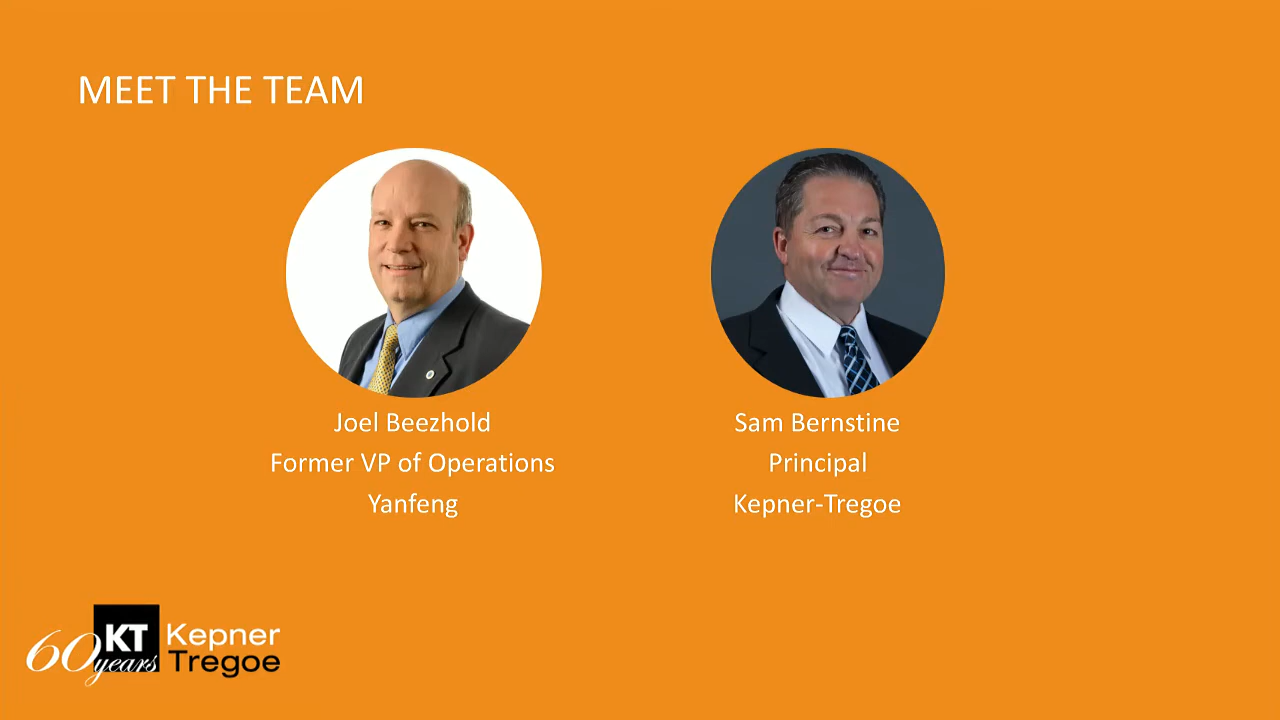 MEET THE TEAM
Joel Beezhold
Former VP of Operations
Yanfeng
Sam Bernstine
Principal
Kepner-Tregoe
60 years
KT
Kepner
Tregoe